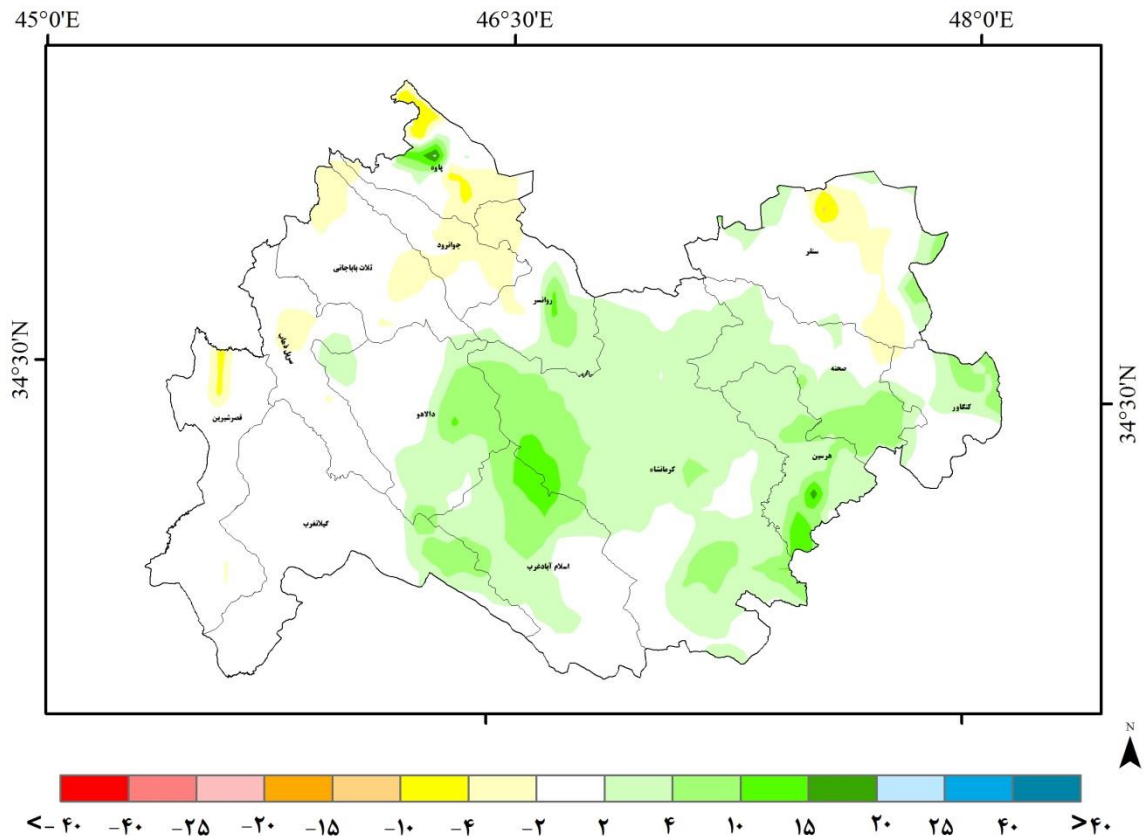 45°0'E 46°30'E 48°0'E
پاوه
جوانرود
سنقر
ثلاث باباجانی
روانسر
34°30'N
سرپل ذهاب
صحنه
34°30'N
قصرشیرین
دالاهو
کنگاور
هرسین
کرمانشاه
گیلانغرب
اسلام آبادغرب
N
<-۴۰ -۴۰ -۲۵ -۲۰ -۱۵ -۱۰ -۴ -۲ ۲ ۴ ۱۰ ۱۵ ۲۰ ۲۵ ۴۰ >۴۰